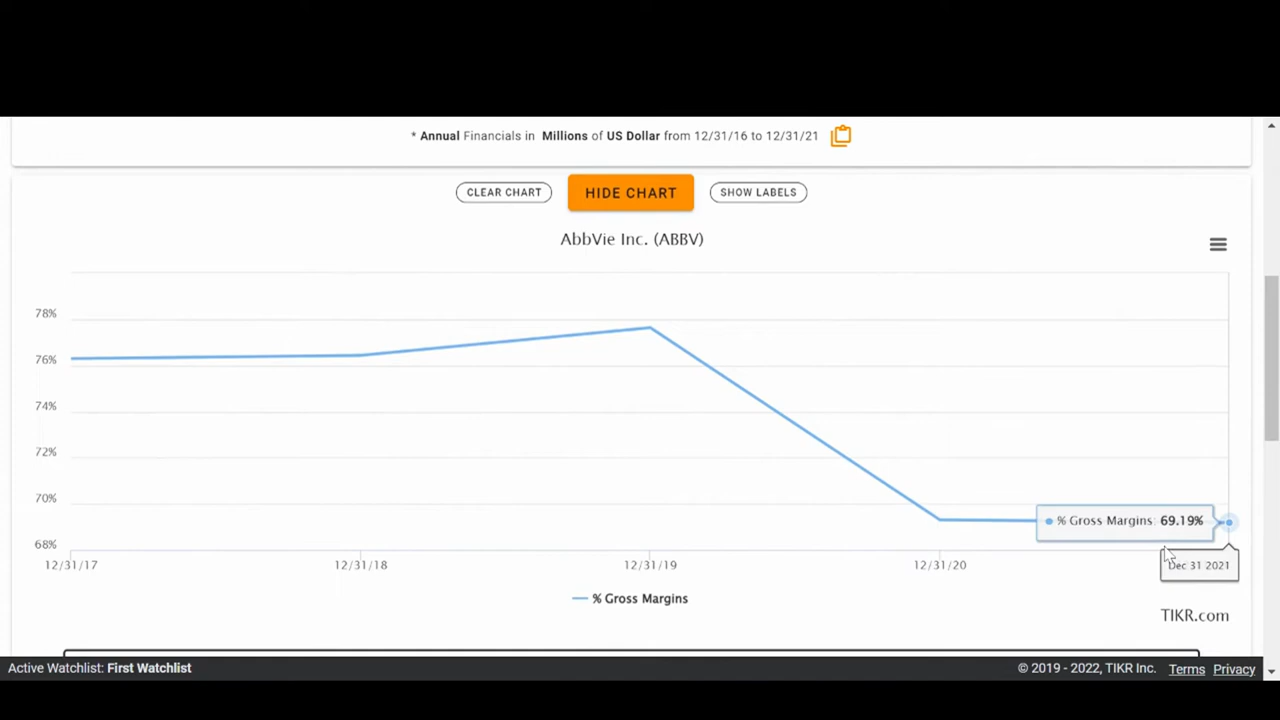 * Annual Financials in Millions of US Dollar from 12/31/16 to 12/31/21
CLEAR CHART
HIDE CHART
SHOW LABELS
AbbVie Inc. (ABBV)
78%
76%
74%
72%
70%
68%
% Gross Margins: 69.19%
12/31/17
12/31/18
12/31/19
12/31/20
Dec 31 2021
% Gross Margins
TIKR.com
Active Watchlist: First Watchlist
© 2019 - 2022, TIKR Inc. Terms Privacy